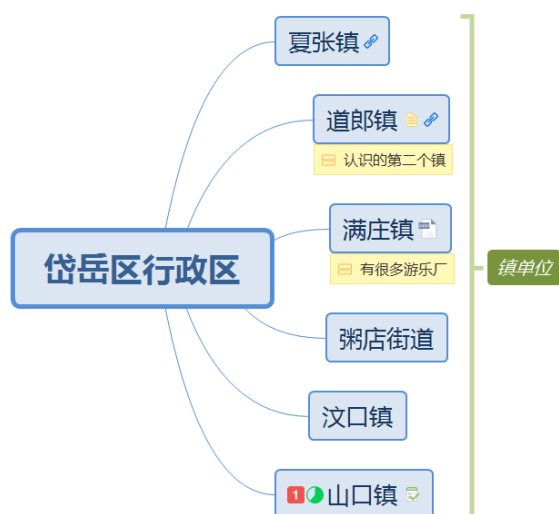 夏张镇
道郎镇
认识的第二个镇
满庄镇
有很多游乐厂
岱岳区行政区
镇单位
粥店街道
汶口镇
1山口镇